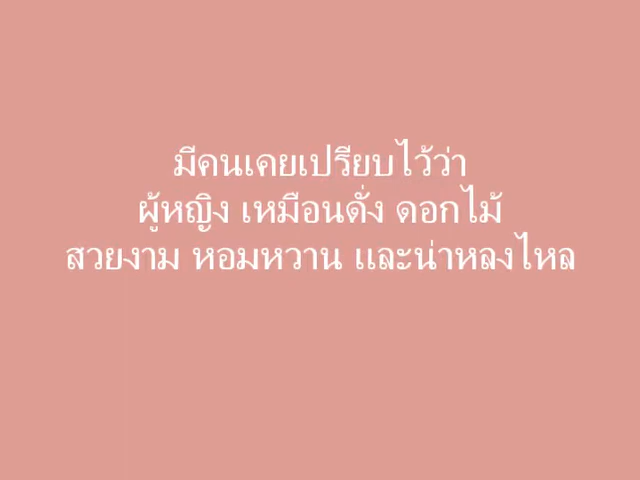 มีคนเคยเปรียบไว้ว่า
ผู้หญิง เหมือนดั่ง ดอกไม้
สวยงาม หอมหวาน และน่าหลงไหล